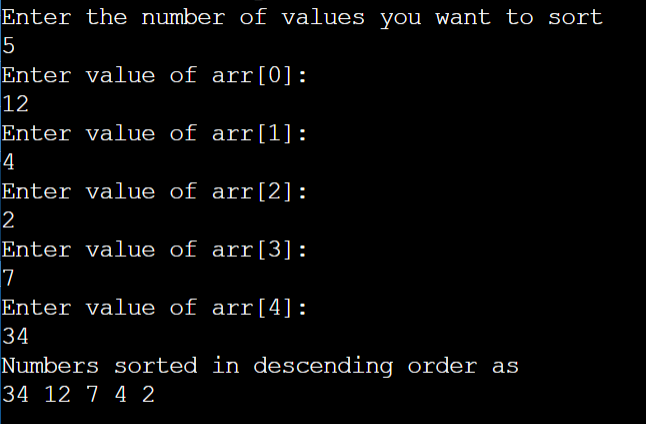 Enter the number of values you want to sort
5
Enter value of arr[0]:
12
Enter value of arr[1]:
4
Enter value of arr[2]:
2
Enter value of arr[3]:
7
Enter value of arr[4]:
34
Numbers sorted in descending order as
34 12 7 4 2